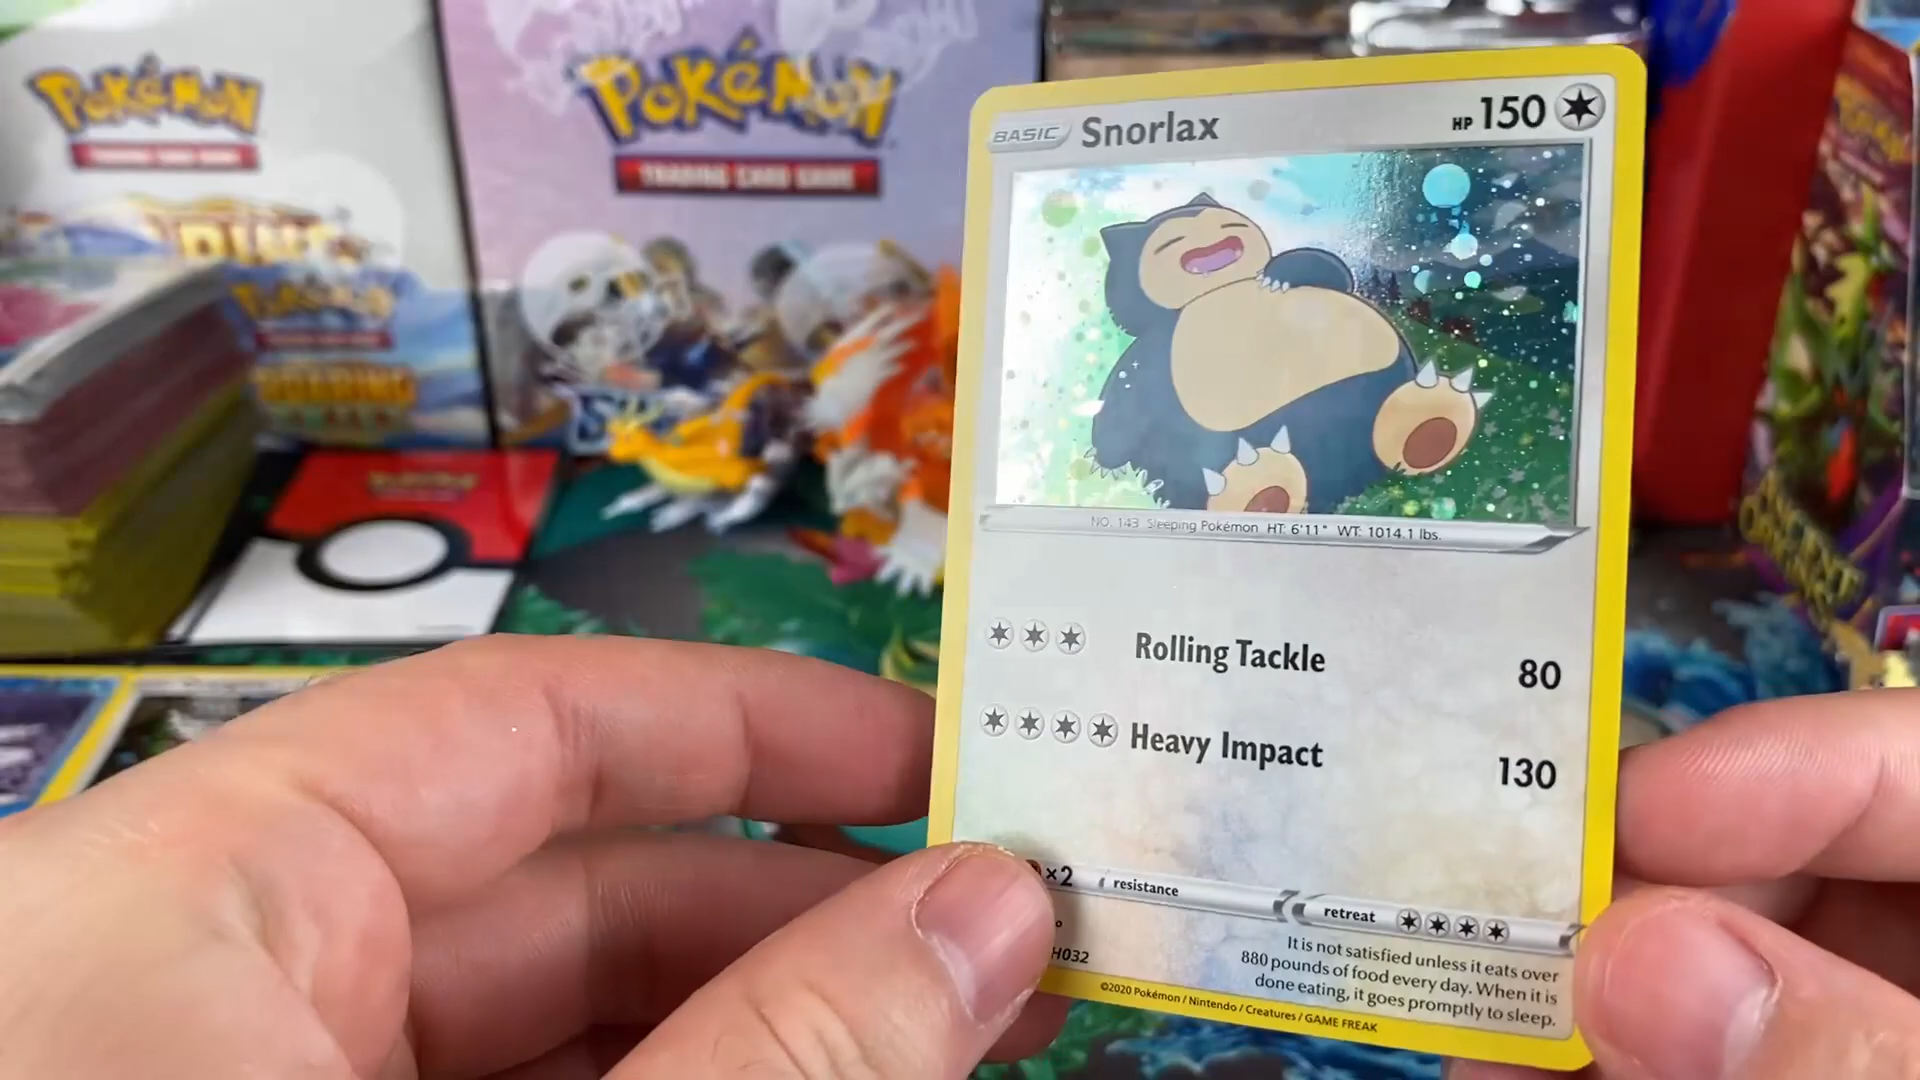 POKéMON
TRADING CARD GAME
POKéMON
TRADING CARD GAME
POKéMON
BASIC Snorlax HP 150
NO. 143 Sleeping Pokémon HT: 6'11" WT: 1014.1 lbs.
Rolling Tackle 80
Heavy Impact 130
×2 resistance retreat
H032
It is not satisfied unless it eats over
880 pounds of food every day. When it is
done eating, it goes promptly to sleep.
©2020 Pokémon / Nintendo / Creatures / GAME FREAK